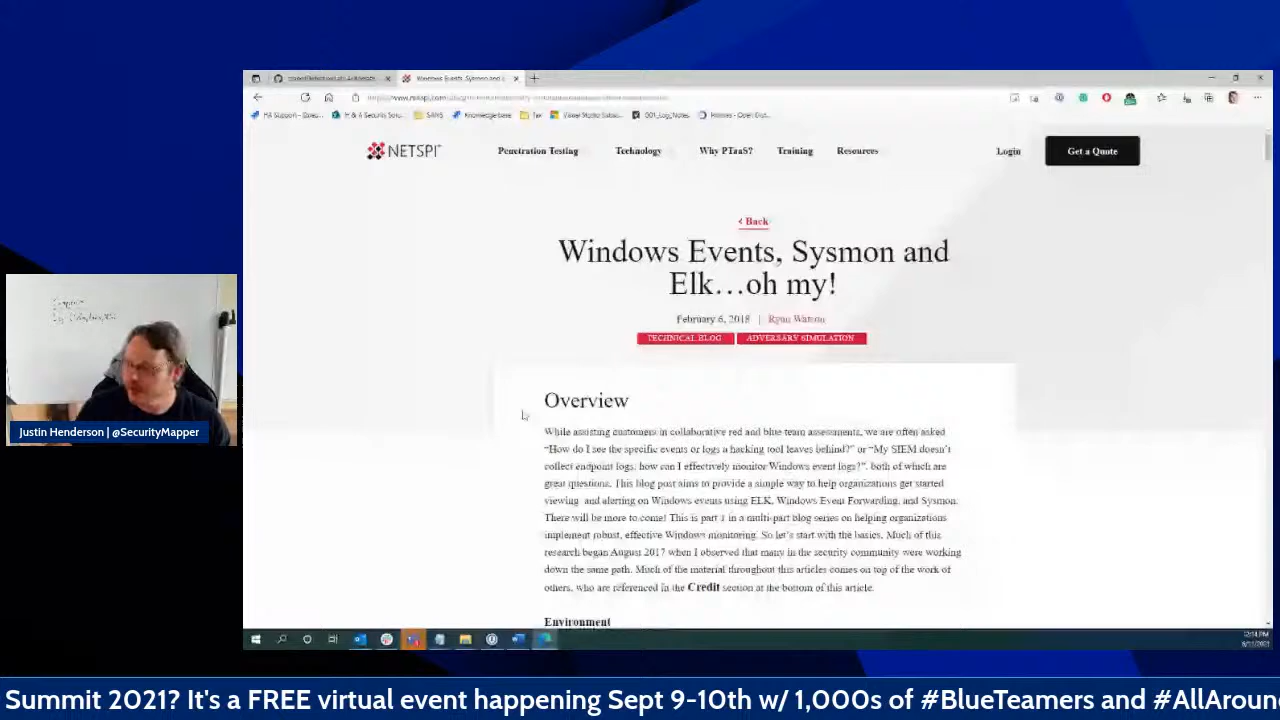 Windows Events, Sysmon and
NETSPI
Penetration Testing
Technology
Why PTaaS?
Training
Resources
Login
Get a Quote
‹ Back
Windows Events, Sysmon and
Elk…oh my!
February 6, 2018 | Ryan Watson
TECHNICAL BLOG
ADVERSARY SIMULATION
Overview
While assisting customers in collaborative red and blue team assessments, we are often asked
“How do I see the specific events or logs a hacking tool leaves behind?” or “My SIEM doesn’t
collect endpoint logs, how can I effectively monitor Windows event logs?”, both of which are
great questions. This blog post aims to provide a simple way to help organizations get started
viewing and alerting on Windows events using ELK, Windows Event Forwarding, and Sysmon.
There will be more to come! This is part 1 in a multi-part blog series on helping organizations
implement robust, effective Windows monitoring. So let’s start with the basics. Much of this
research began August 2017 when I observed that many in the security community were working
down the same path. Much of the material throughout this articles comes on top of the work of
others, who are referenced in the Credit section at the bottom of this article.
Environment
Justin Henderson | @SecurityMapper
Summit 2021? It's a FREE virtual event happening Sept 9-10th w/ 1,000s of #BlueTeamers and #AllAroun